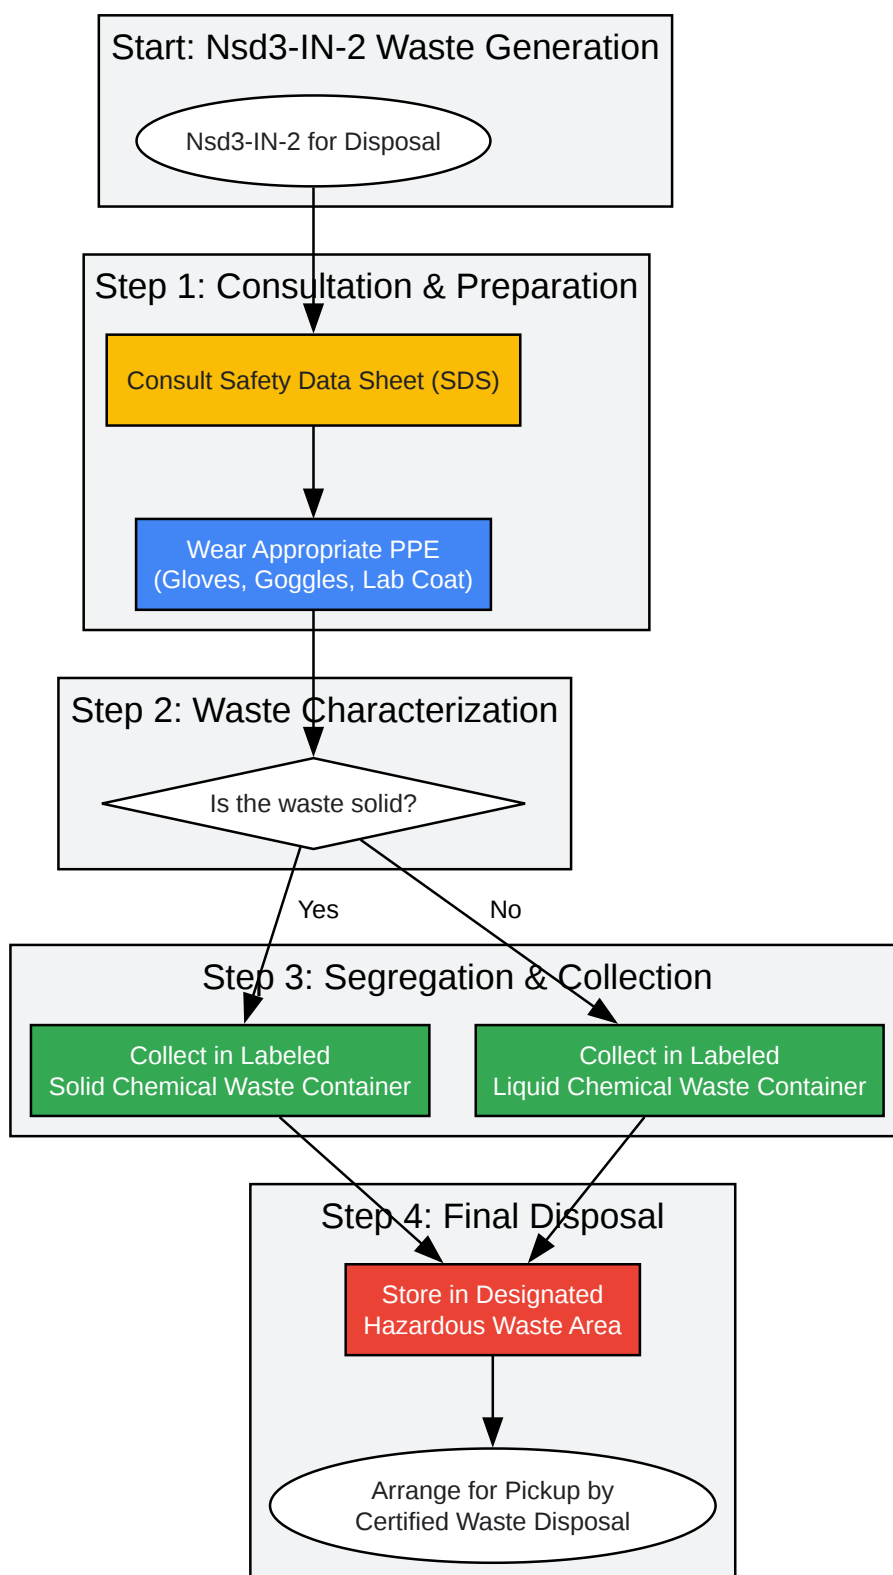 Start: Nsd3-IN-2 Waste Generation
Nsd3-IN-2 for Disposal
Step 1: Consultation & Preparation
Consult Safety Data Sheet (SDS)
Wear Appropriate PPE
(Gloves, Goggles, Lab Coat)
Step 2: Waste Characterization
Is the waste solid?
Yes
No
Step 3: Segregation & Collection
Collect in Labeled
Solid Chemical Waste Container
Collect in Labeled
Liquid Chemical Waste Container
Step 4: Final Disposal
Store in Designated
Hazardous Waste Area
Arrange for Pickup by
Certified Waste Disposal